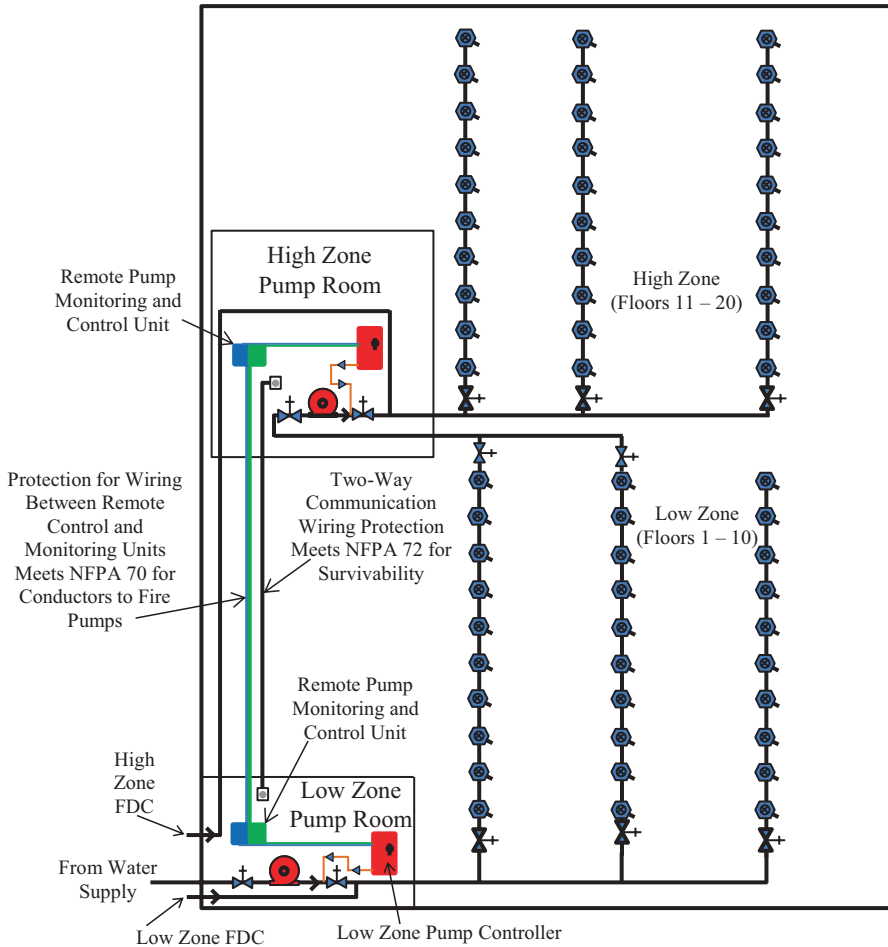 High Zone
Pump Room
Remote Pump
Monitoring and
Control Unit
High Zone
(Floors 11 – 20)
Protection for Wiring
Between Remote
Control and
Monitoring Units
Meets NFPA 70 for
Conductors to Fire
Pumps
Two-Way
Communication
Wiring Protection
Meets NFPA 72 for
Survivability
Low Zone
(Floors 1 – 10)
Remote Pump
Monitoring and
Control Unit
High
Zone
FDC
Low Zone
Pump Room
From Water
Supply
Low Zone FDC
Low Zone Pump Controller